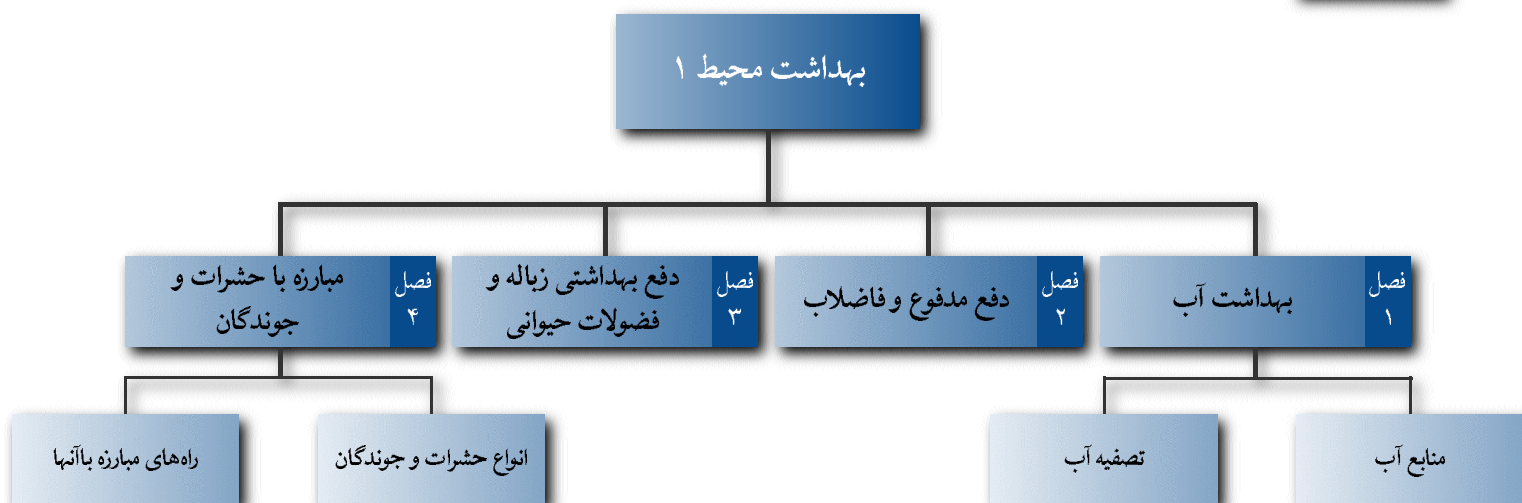 بهداشت محیط ۱
فصل
۱
بهداشت آب
فصل
۲
دفع مدفوع و فاضلاب
فصل
۳
دفع بهداشتی زباله و
فضولات حیوانی
فصل
۴
مبارزه با حشرات و
جوندگان
منابع آب
تصفیه آب
انواع حشرات و جوندگان
راه‌های مبارزه باآنها